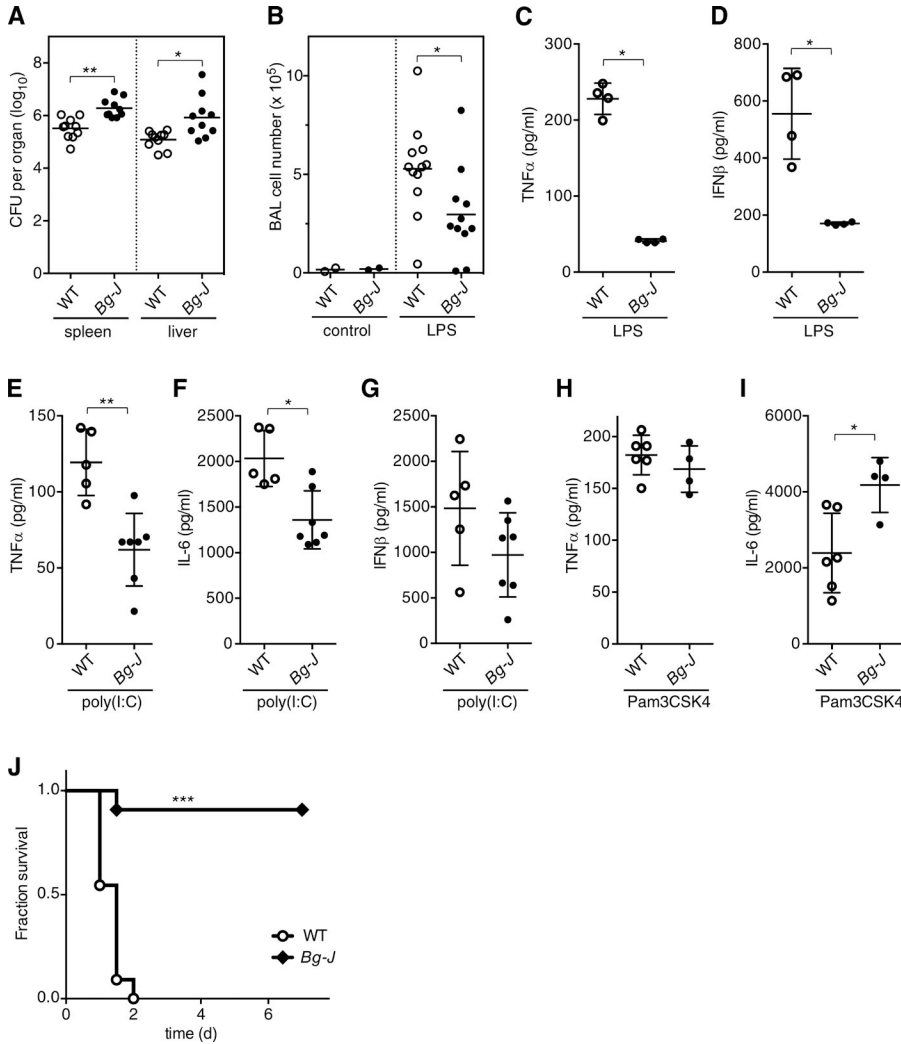 A
CFU per organ (log10)
8
6
4
2
0
**
*
WT
Bg-J
WT
Bg-J
spleen
liver
B
BAL cell number (x 10^5)
10
5
0
*
WT
Bg-J
WT
Bg-J
control
LPS
C
TNFα (pg/ml)
300
200
100
0
*
WT
Bg-J
LPS
D
IFNβ (pg/ml)
800
600
400
200
0
*
WT
Bg-J
LPS
E
TNFα (pg/ml)
150
100
50
0
**
WT
Bg-J
poly(I:C)
F
IL-6 (pg/ml)
2500
2000
1500
1000
500
0
*
WT
Bg-J
poly(I:C)
G
IFNβ (pg/ml)
2500
2000
1500
1000
500
0
WT
Bg-J
poly(I:C)
H
TNFα (pg/ml)
200
150
100
50
0
WT
Bg-J
Pam3CSK4
I
IL-6 (pg/ml)
6000
4000
2000
0
*
WT
Bg-J
Pam3CSK4
J
Fraction survival
1.0
0.5
0.0
***
WT
Bg-J
0
2
4
6
time (d)